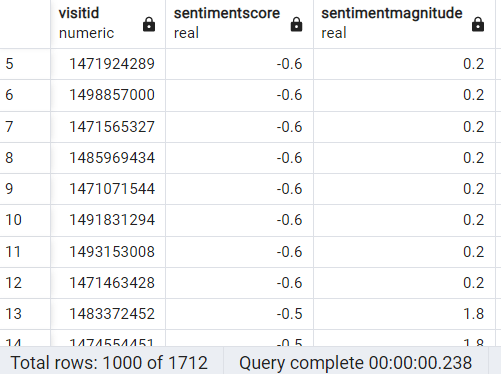 visitid sentimentscore sentimentmagnitude
numeric real real
5 1471924289 -0.6 0.2
6 1498857000 -0.6 0.2
7 1471565327 -0.6 0.2
8 1485969434 -0.6 0.2
9 1471071544 -0.6 0.2
10 1491831294 -0.6 0.2
11 1493153008 -0.6 0.2
12 1471463428 -0.6 0.2
13 1483372452 -0.5 1.8
14 1474554451 -0.5 1.8
Total rows: 1000 of 1712 Query complete 00:00:00.238